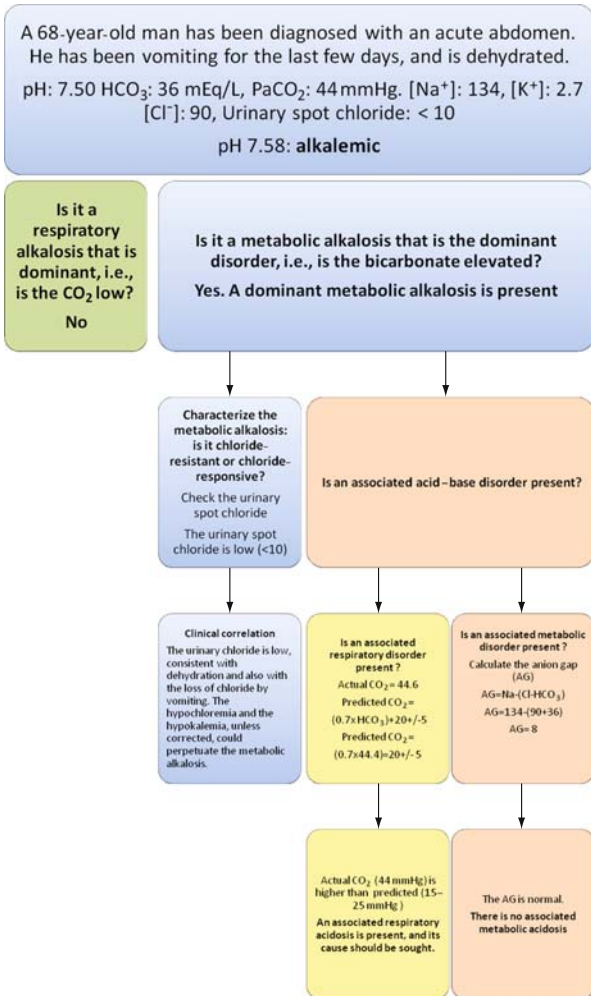 A 68-year-old man has been diagnosed with an acute abdomen.
He has been vomiting for the last few days, and is dehydrated.
pH: 7.50 HCO₃: 36 mEq/L, PaCO₂: 44 mmHg. [Na⁺]: 134, [K⁺]: 2.7
[Cl⁻]: 90, Urinary spot chloride: < 10
pH 7.58: alkalemic
Is it a
respiratory
alkalosis that is
dominant, i.e.,
is the CO₂ low?
No
Is it a metabolic alkalosis that is the dominant
disorder, i.e., is the bicarbonate elevated?
Yes. A dominant metabolic alkalosis is present
Characterize the
metabolic alkalosis:
is it chloride-
resistant or chloride-
responsive?
Check the urinary
spot chloride
The urinary spot
chloride is low (<10)
Is an associated acid–base disorder present?
Clinical correlation
The urinary chloride is low,
consistent with
dehydration and also with
the loss of chloride by
vomiting. The
hypochloremia and the
hypokalemia, unless
corrected, could
perpetuate the metabolic
alkalosis.
Is an associated
respiratory disorder
present ?
Actual CO₂= 44.6
Predicted CO₂=
(0.7xHCO₃)+20+/-5
Predicted CO₂=
(0.7x44.4)=20+/-5
Is an associated metabolic
disorder present ?
Calculate the anion gap
(AG)
AG=Na-(Cl-HCO₃)
AG=134-(90+36)
AG= 8
Actual CO₂ (44 mmHg) is
higher than predicted (15–
25 mmHg)
An associated respiratory
acidosis is present, and its
cause should be sought.
The AG is normal.
There is no associated
metabolic acidosis